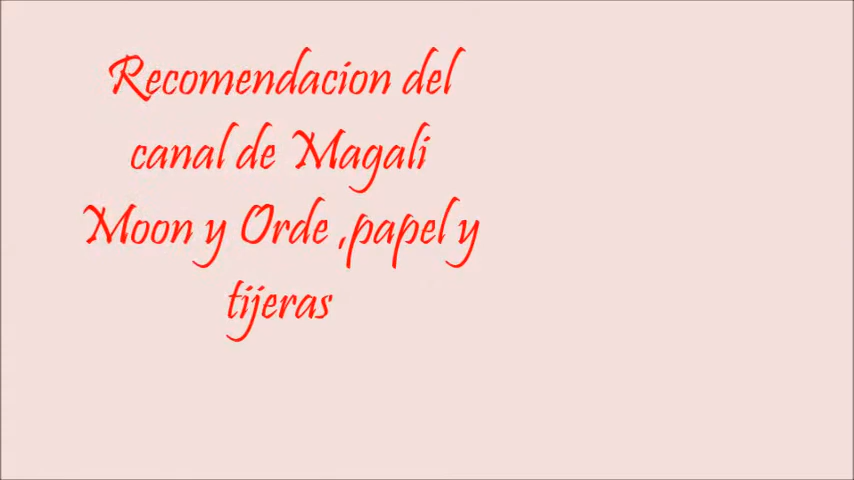 Recomendacion del
canal de Magali
Moon y Orde ,papel y
tijeras